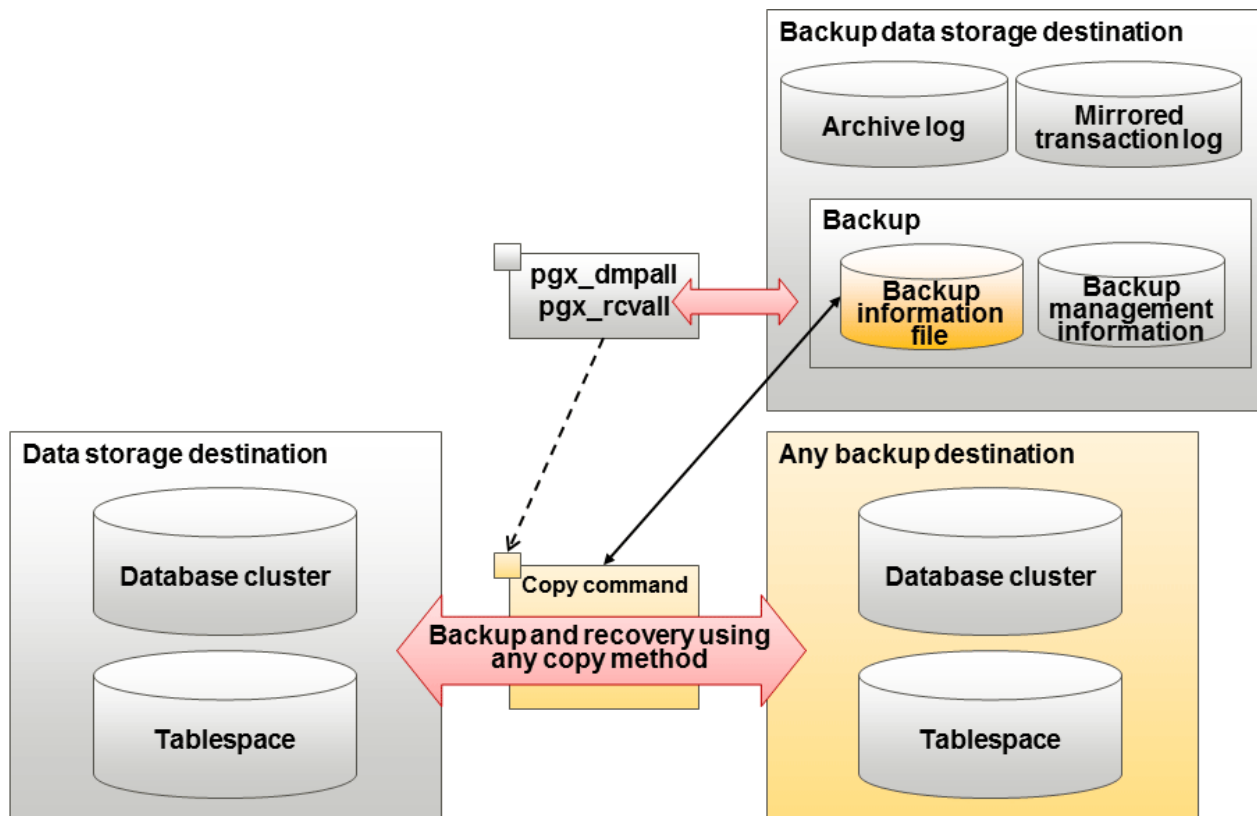 Backup data storage destination
Archive log
Mirrored
transaction log
Backup
pgx_dmpall
pgx_rcvall
Backup
information
file
Backup
management
information
Data storage destination
Any backup destination
Database cluster
Copy command
Database cluster
Backup and recovery using
any copy method
Tablespace
Tablespace